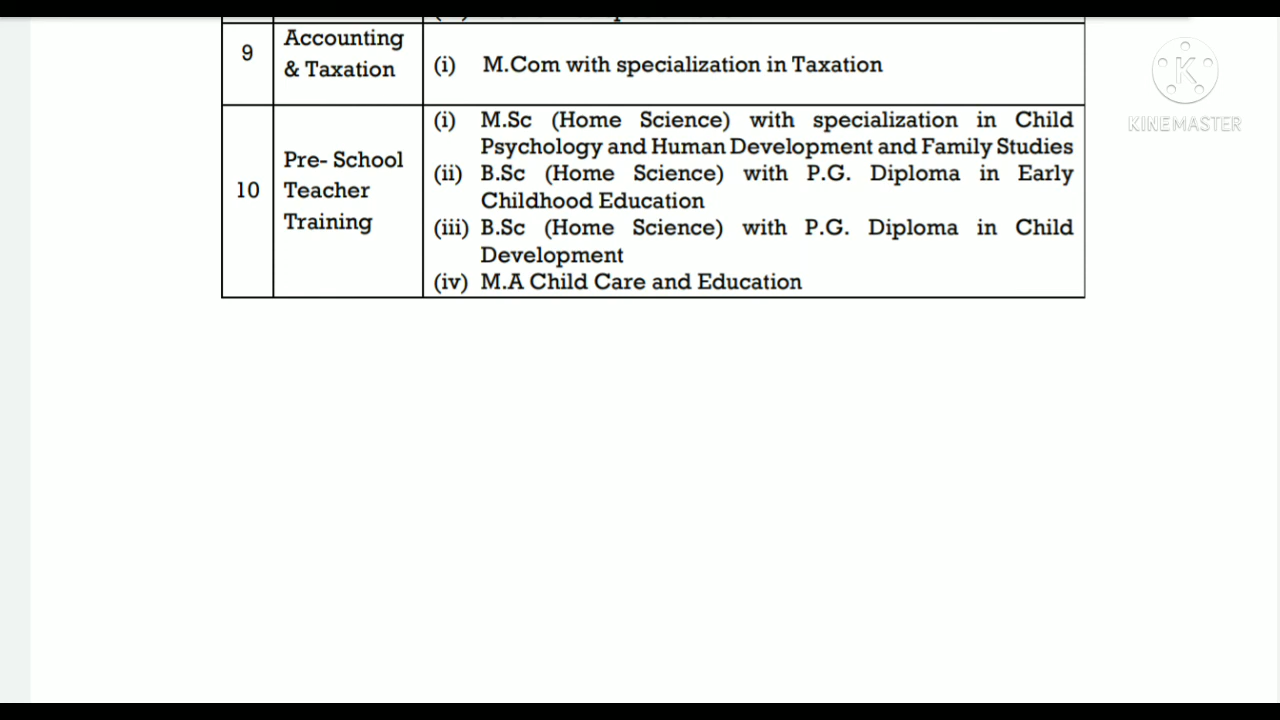 9
Accounting
& Taxation
(i) M.Com with specialization in Taxation
10
Pre- School
Teacher
Training
(i) M.Sc (Home Science) with specialization in Child
Psychology and Human Development and Family Studies
(ii) B.Sc (Home Science) with P.G. Diploma in Early
Childhood Education
(iii) B.Sc (Home Science) with P.G. Diploma in Child
Development
(iv) M.A Child Care and Education
K
KINEMASTER